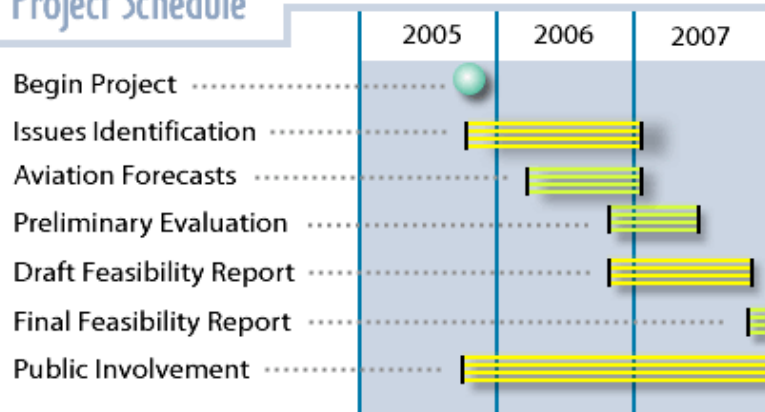 Project Schedule
2005 2006 2007
Begin Project
Issues Identification
Aviation Forecasts
Preliminary Evaluation
Draft Feasibility Report
Final Feasibility Report
Public Involvement